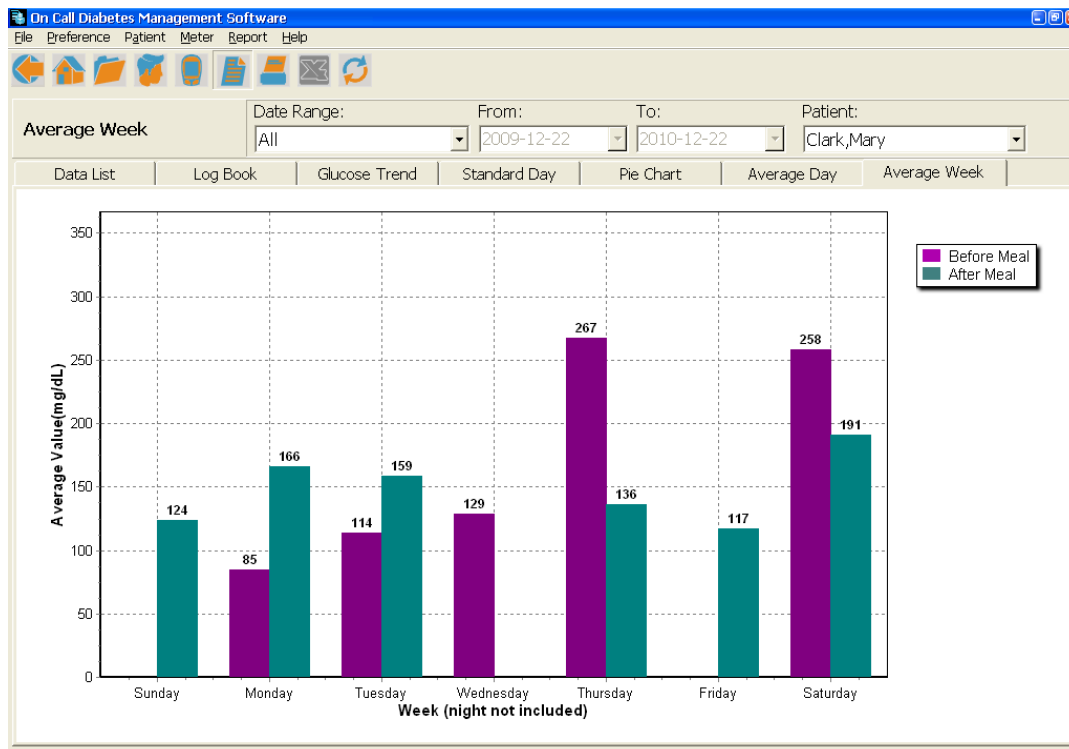 On Call Diabetes Management Software
File Preference Patient Meter Report Help
Average Week
Date Range: From: To: Patient:
All 2009-12-22 2010-12-22 Clark,Mary
Data List Log Book Glucose Trend Standard Day Pie Chart Average Day Average Week
Before Meal
After Meal
Average Value(mg/dL)
350
300
250
200
150
100
50
0
124
85
166
114
159
129
267
136
117
258
191
Sunday Monday Tuesday Wednesday Thursday Friday Saturday
Week (night not included)